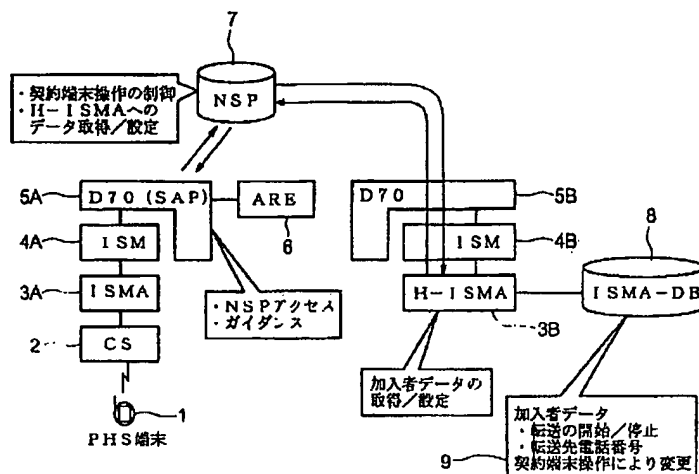 7
NSP
・契約端末操作の制御
・H－ISMAへの
データ取得／設定
5A
D70(SAP)
ARE
6
4A
ISM
3A
ISMA
2
CS
1
PHS端末
・NSPアクセス
・ガイダンス
D70
5B
ISM
4B
H－ISMA
3B
8
ISMA－DB
加入者データの
取得／設定
加入者データ
・転送の開始／停止
・転送先電話番号
契約端末操作により変更
9